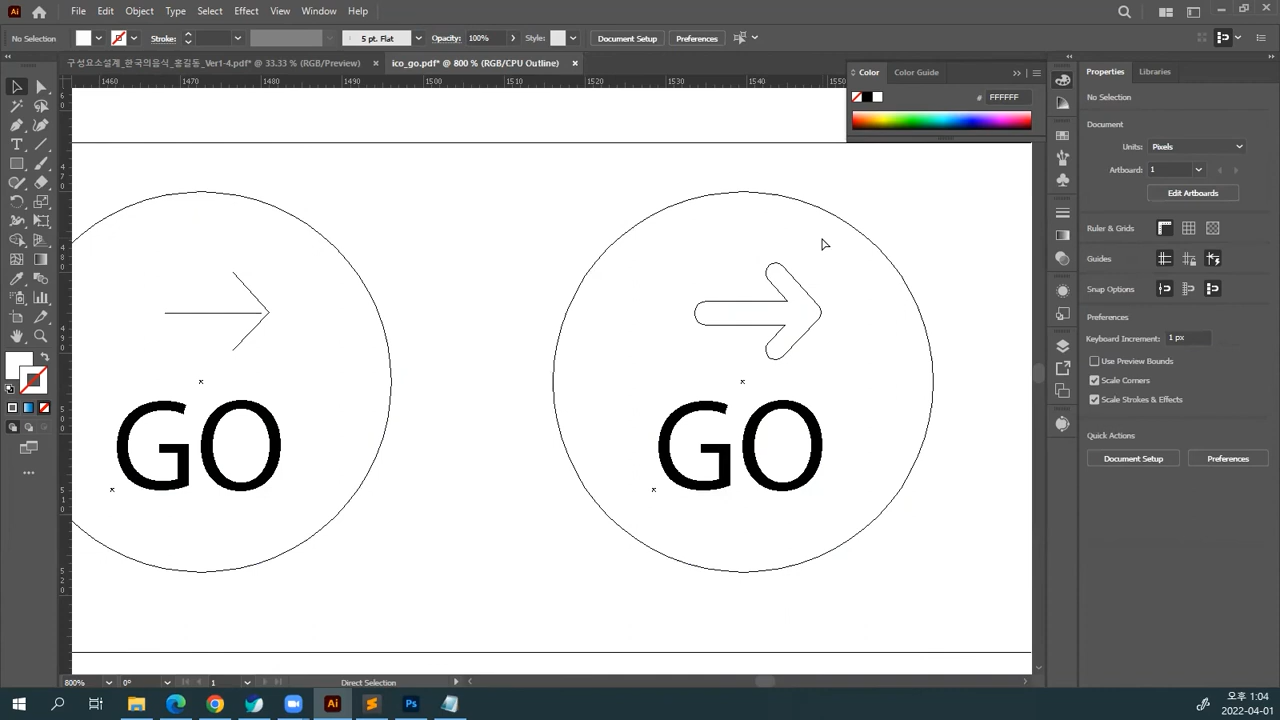 Ai File Edit Object Type Select Effect View Window Help
No Selection Stroke: 5 pt. Flat Opacity: 100% Style: Document Setup Preferences
구성요소설계_한국의음식_홍길동_Ver1-4.pdf* @ 33.33 % (RGB/Preview) × ico_go.pdf* @ 800 % (RGB/CPU Outline) ×
1460 1470 1480 1490 1500 1510 1520 1530 1540 1550
Color Color Guide
# FFFFFF
Properties Libraries
No Selection
Document
Units: Pixels
Artboard: 1
Edit Artboards
Ruler & Grids
Guides
Snap Options
Preferences
Keyboard Increment: 1 px
Use Preview Bounds
Scale Corners
Scale Strokes & Effects
Quick Actions
Document Setup Preferences
GO GO
800% 0° 1 Direct Selection
Ai Ps
오후 1:04
2022-04-01